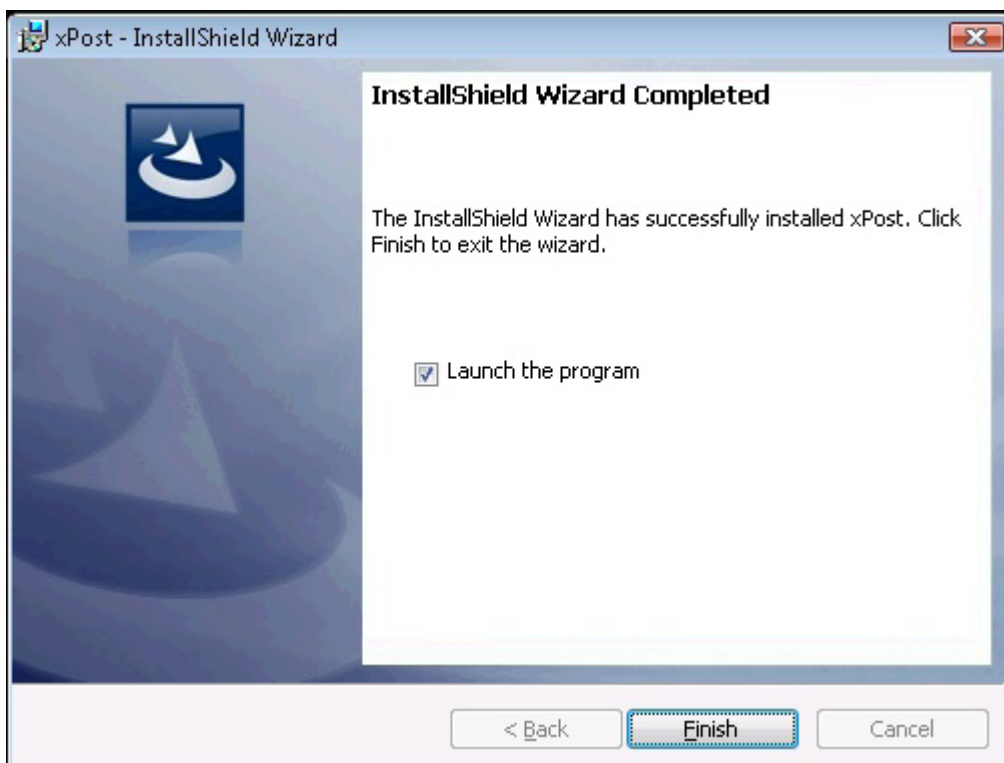 xPost - InstallShield Wizard
InstallShield Wizard Completed
The InstallShield Wizard has successfully installed xPost. Click
Finish to exit the wizard.
Launch the program
< Back
Finish
Cancel